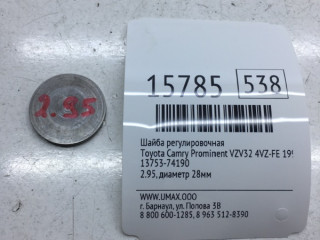 2.95
15785 538
Шайба регулировочная
Toyota Camry Prominent VZV32 4VZ-FE 19
13753-74190
2.95, диаметр 28мм
WWW.UMAX.OOO
г. Барнаул, ул. Попова 3В
8 800 600-1285, 8 963 512-8390